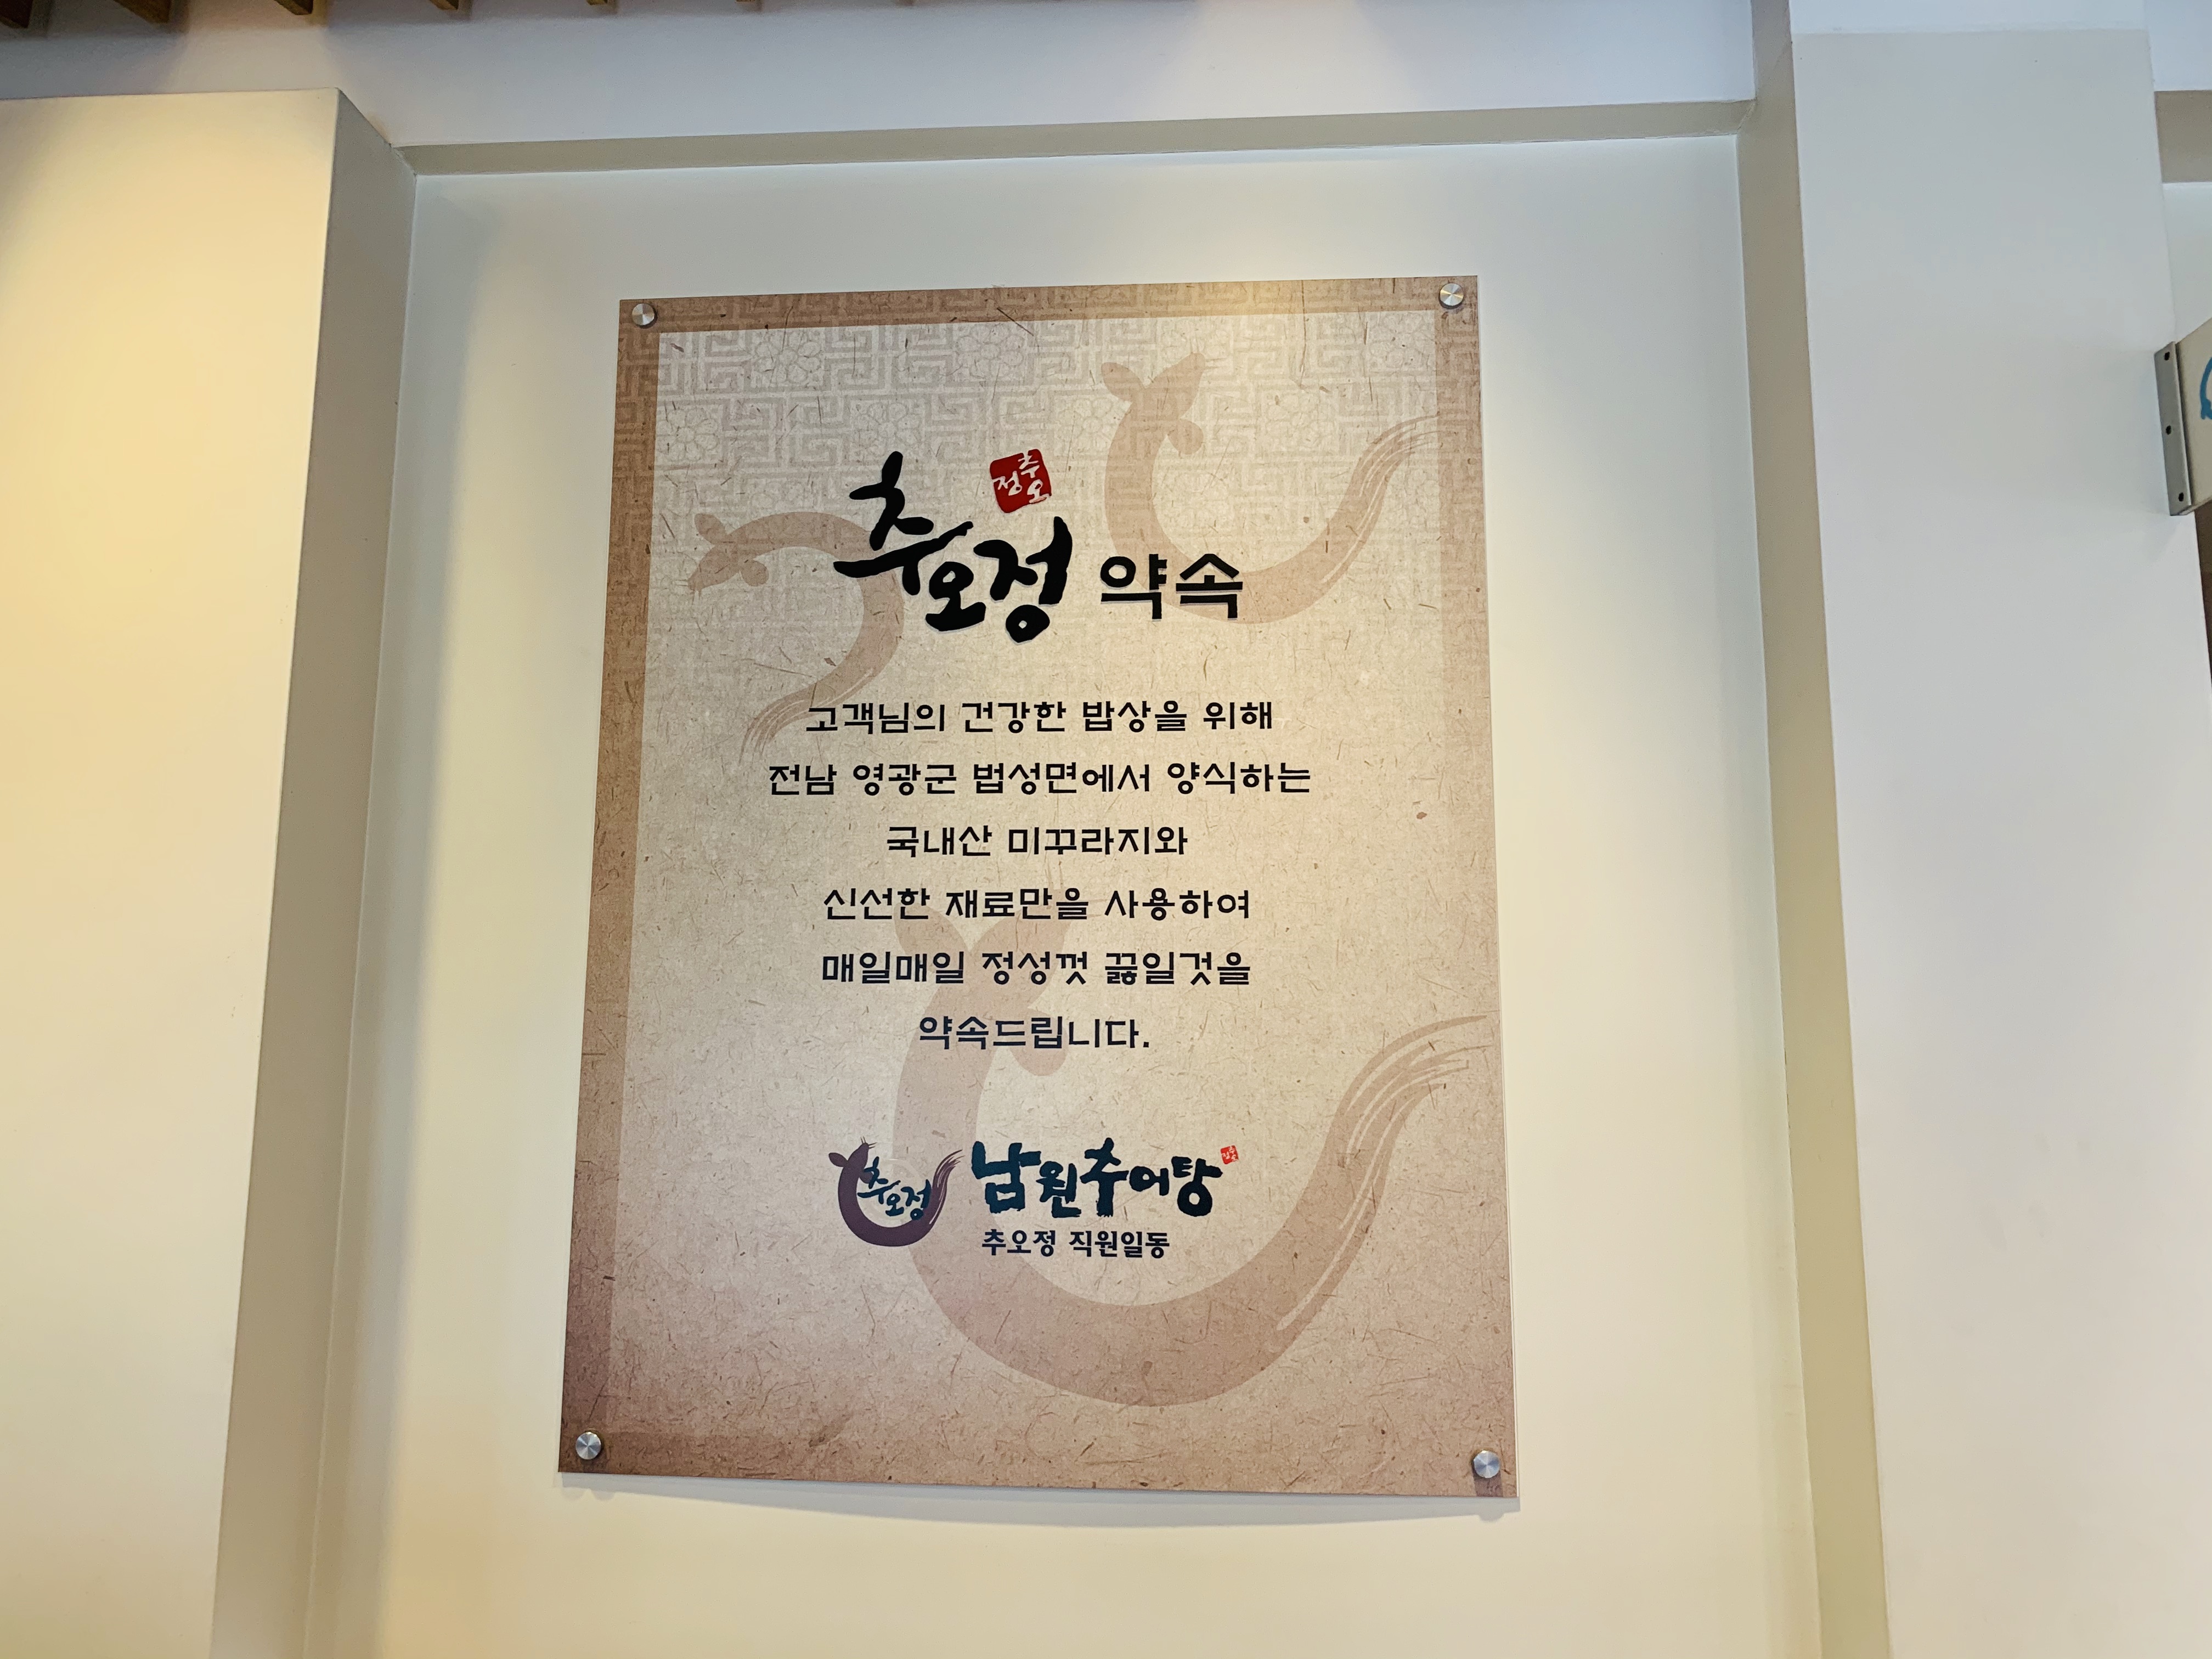 추오정
추오정 약속
고객님의 건강한 밥상을 위해
전남 영광군 법성면에서 양식하는
국내산 미꾸라지와
신선한 재료만을 사용하여
매일매일 정성껏 끓일것을
약속드립니다.
추오정 남원추어탕
추오정 직원일동